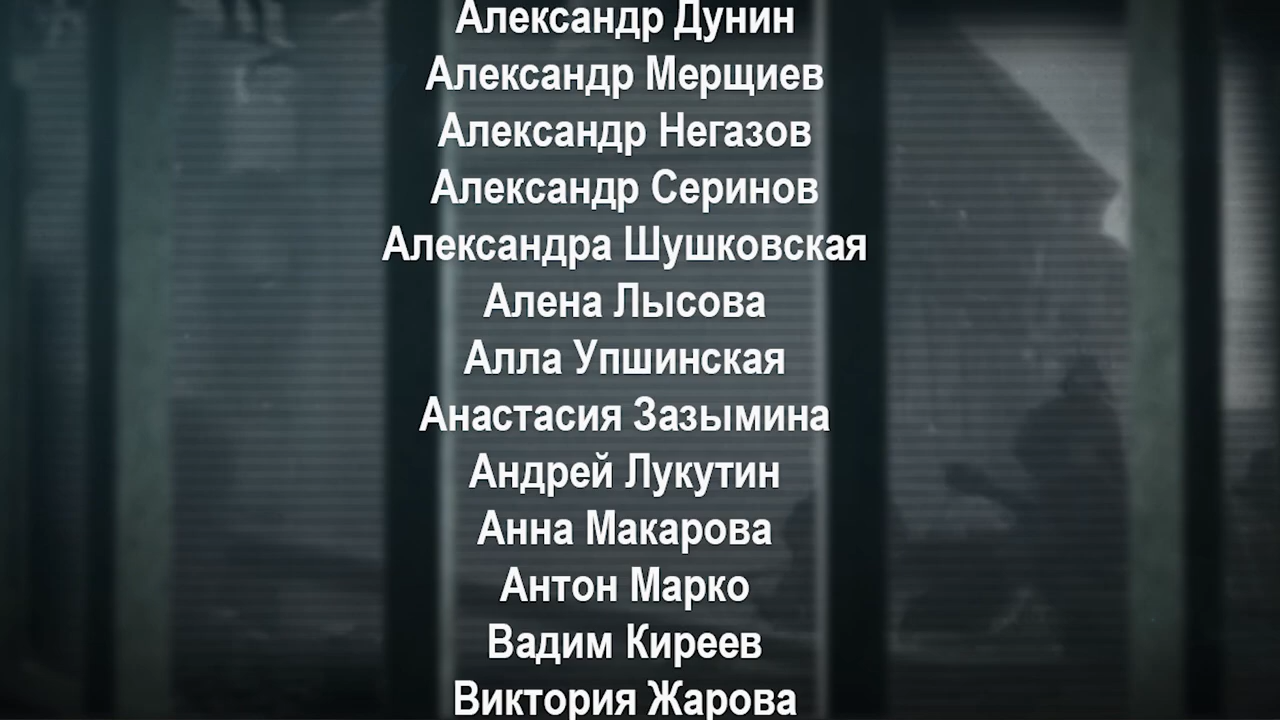 Александр Дунин
Александр Мерщиев
Александр Негазов
Александр Серинов
Александра Шушковская
Алена Лысова
Алла Упшинская
Анастасия Зазымина
Андрей Лукутин
Анна Макарова
Антон Марко
Вадим Киреев
Виктория Жарова